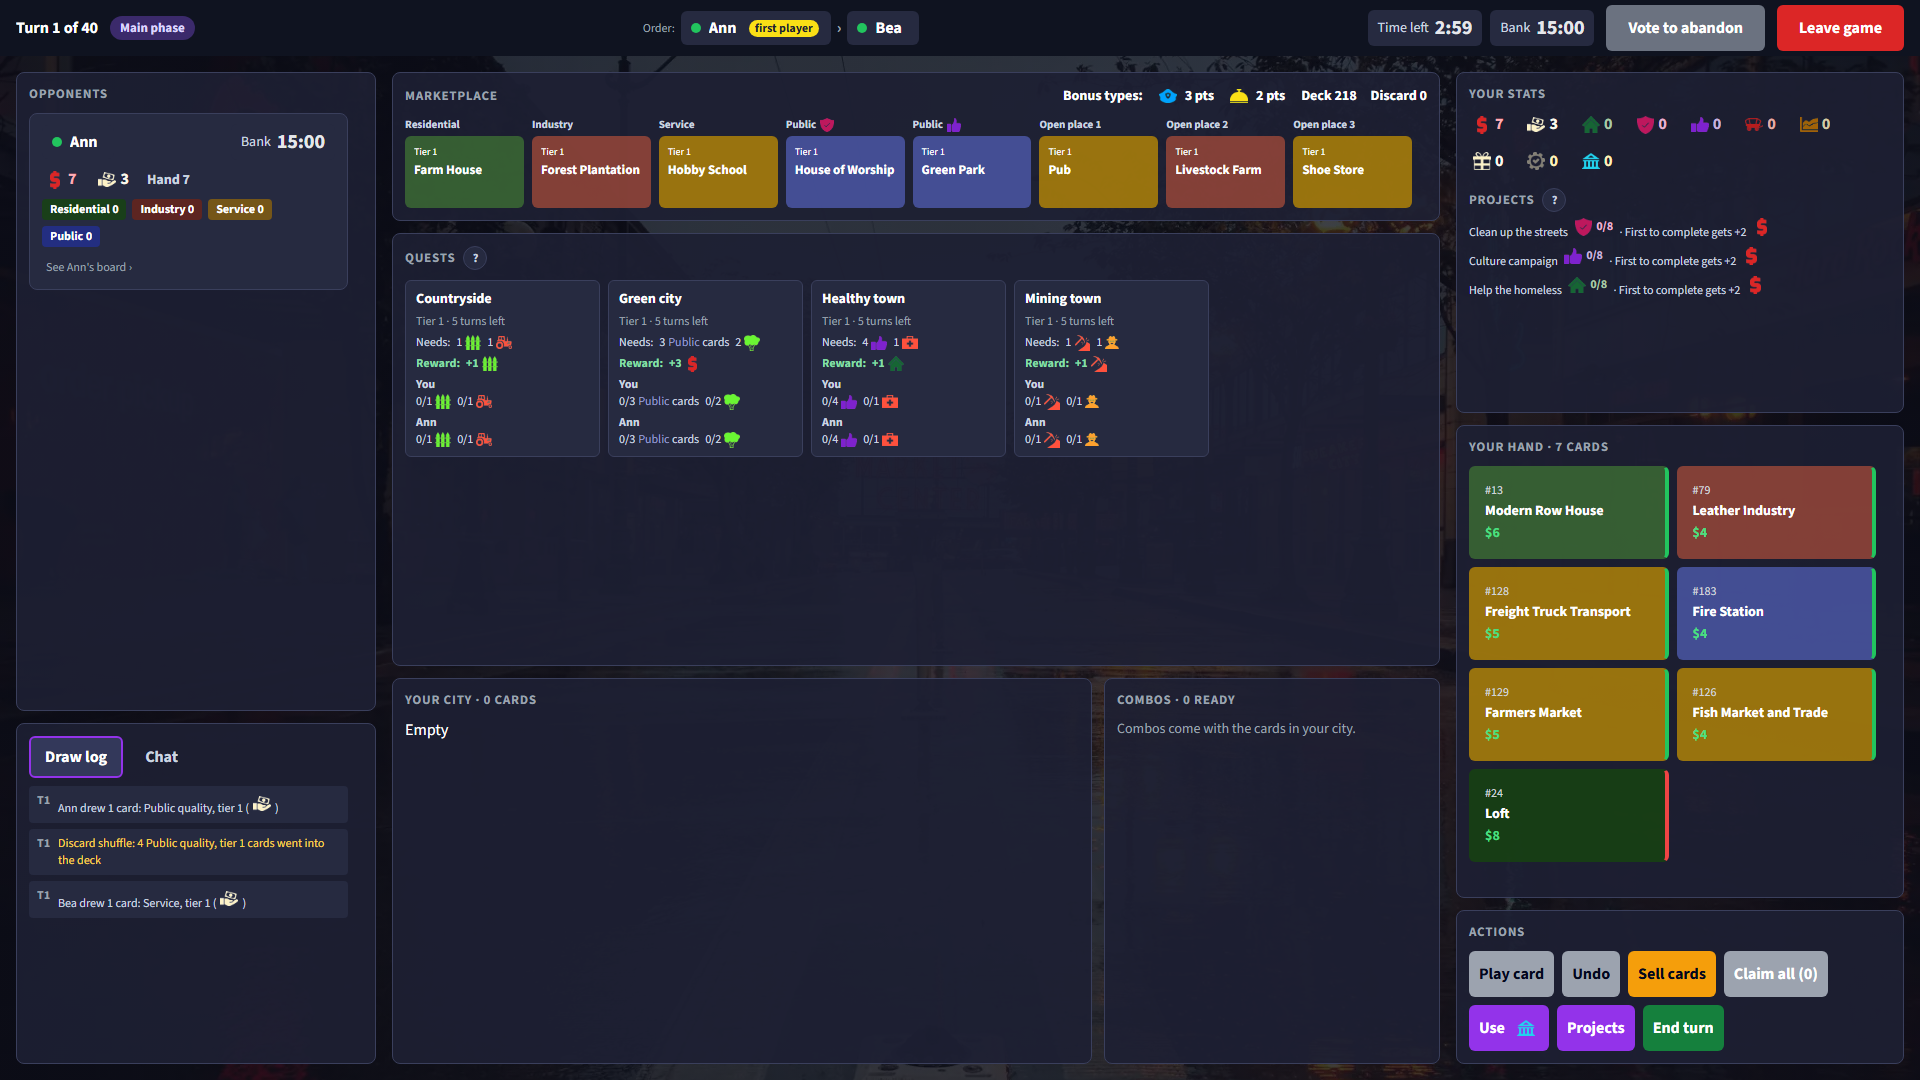 Turn 1 of 40 Main phase
Order: Ann first player › Bea
Time left 2:59 Bank 15:00 Vote to abandon Leave game
OPPONENTS
Ann Bank 15:00
7 3 Hand 7
Residential 0 Industry 0 Service 0
Public 0
See Ann's board ›
Draw log Chat
T1 Ann drew 1 card: Public quality, tier 1 ( )
T1 Discard shuffle: 4 Public quality, tier 1 cards went into
the deck
T1 Bea drew 1 card: Service, tier 1 ( )
MARKETPLACE
Bonus types: 3 pts 2 pts Deck 218 Discard 0
Residential Industry Service Public Public Open place 1 Open place 2 Open place 3
Tier 1 Tier 1 Tier 1 Tier 1 Tier 1 Tier 1 Tier 1 Tier 1
Farm House Forest Plantation Hobby School House of Worship Green Park Pub Livestock Farm Shoe Store
QUESTS ?
Countryside
Tier 1 · 5 turns left
Needs: 1 1
Reward: +1
You
0/1 0/1
Ann
0/1 0/1
Green city
Tier 1 · 5 turns left
Needs: 3 Public cards 2
Reward: +3
You
0/3 Public cards 0/2
Ann
0/3 Public cards 0/2
Healthy town
Tier 1 · 5 turns left
Needs: 4 1
Reward: +1
You
0/4 0/1
Ann
0/4 0/1
Mining town
Tier 1 · 5 turns left
Needs: 1 1
Reward: +1
You
0/1 0/1
Ann
0/1 0/1
YOUR CITY · 0 CARDS
Empty
COMBOS · 0 READY
Combos come with the cards in your city.
YOUR STATS
7 3 0 0 0 0 0
0 0 0
PROJECTS ?
Clean up the streets 0/8 · First to complete gets +2
Culture campaign 0/8 · First to complete gets +2
Help the homeless 0/8 · First to complete gets +2
YOUR HAND · 7 CARDS
#13
Modern Row House
$6
#79
Leather Industry
$4
#128
Freight Truck Transport
$5
#183
Fire Station
$4
#129
Farmers Market
$5
#126
Fish Market and Trade
$4
#24
Loft
$8
ACTIONS
Play card Undo Sell cards Claim all (0)
Use Projects End turn